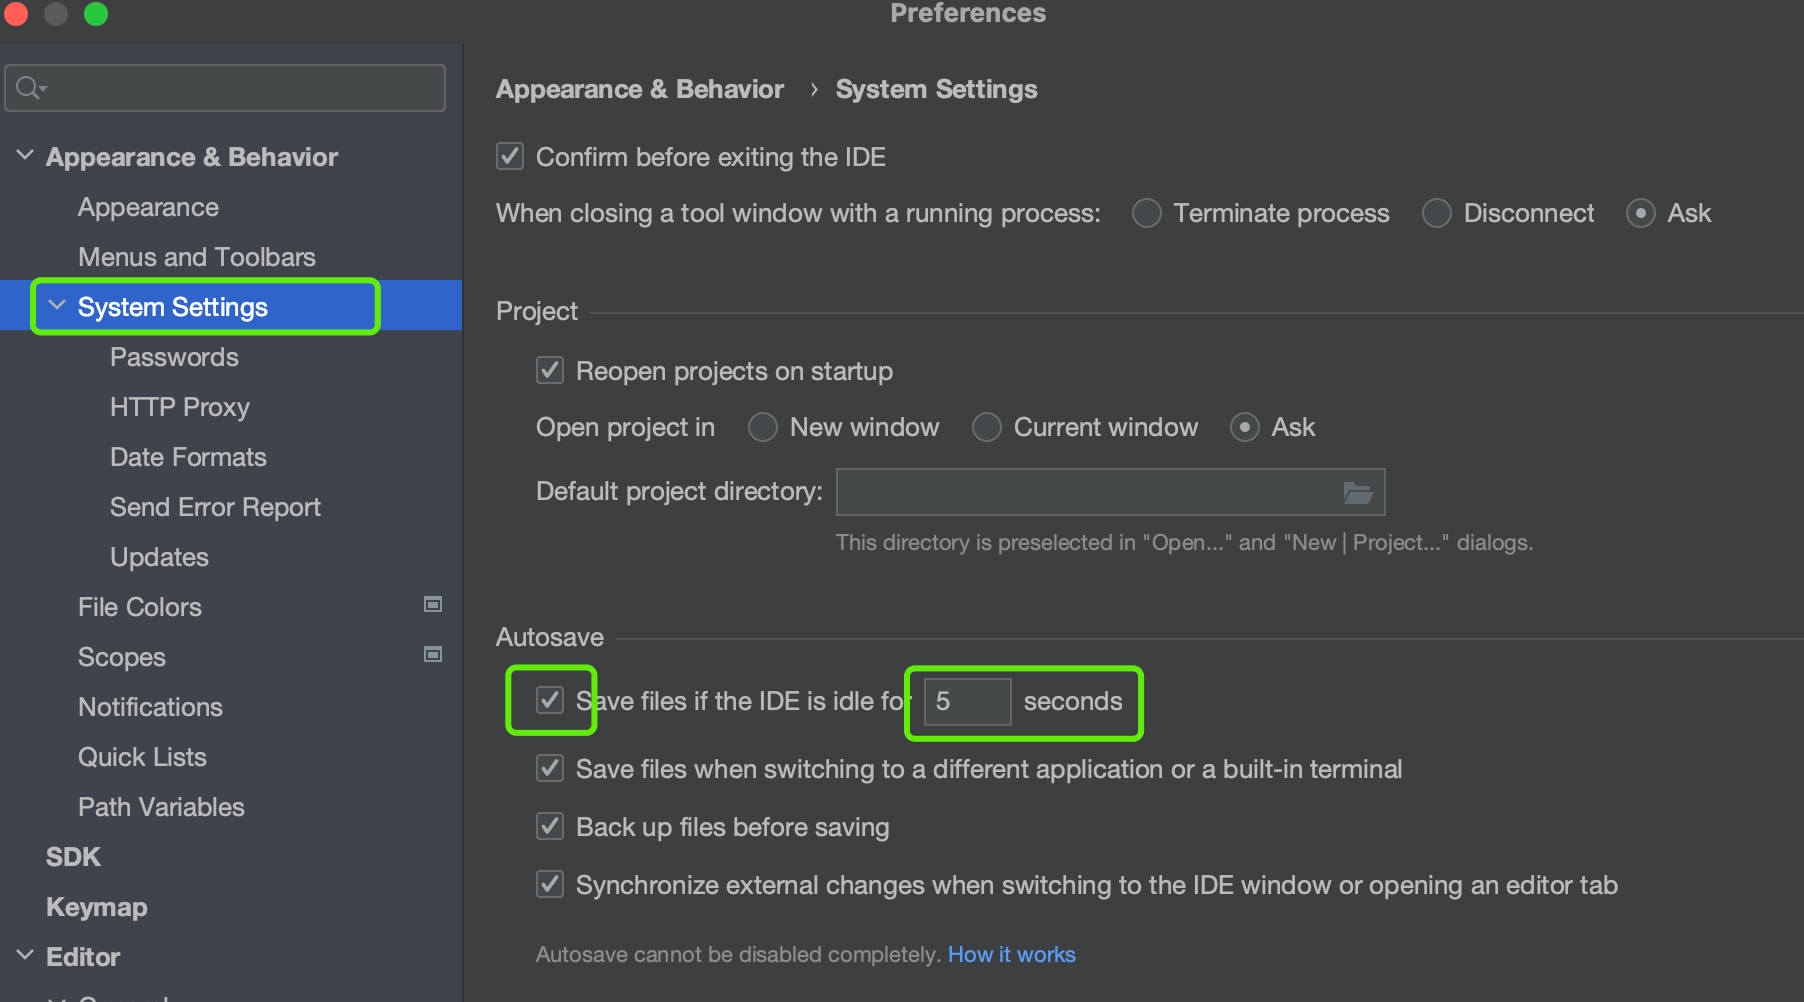 Preferences
Appearance & Behavior
Appearance
Menus and Toolbars
System Settings
Passwords
HTTP Proxy
Date Formats
Send Error Report
Updates
File Colors
Scopes
Notifications
Quick Lists
Path Variables
SDK
Keymap
Editor
Appearance & Behavior › System Settings
Confirm before exiting the IDE
When closing a tool window with a running process: Terminate process Disconnect Ask
Project
Reopen projects on startup
Open project in New window Current window Ask
Default project directory:
This directory is preselected in "Open..." and "New | Project..." dialogs.
Autosave
Save files if the IDE is idle for 5 seconds
Save files when switching to a different application or a built-in terminal
Back up files before saving
Synchronize external changes when switching to the IDE window or opening an editor tab
Autosave cannot be disabled completely. How it works